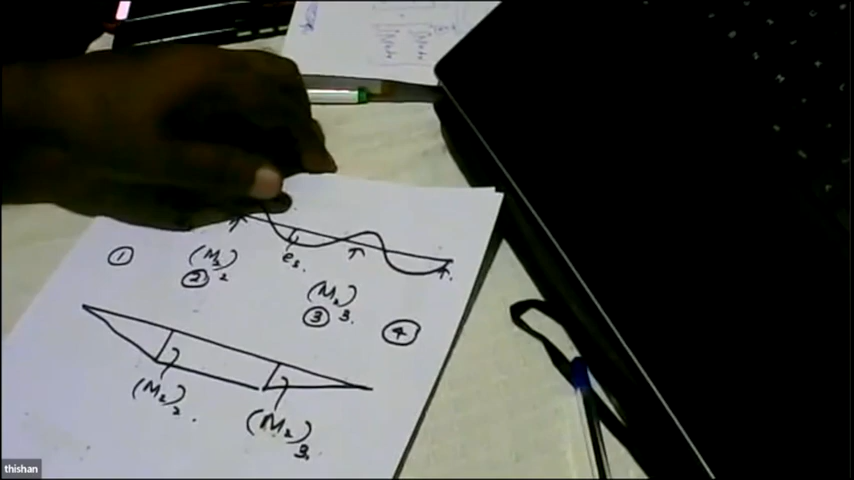 e₂.
① (M₂)₂
②
(M₂)₃.
③ ④
(M₂)₂.
(M₂)₃.
thishan